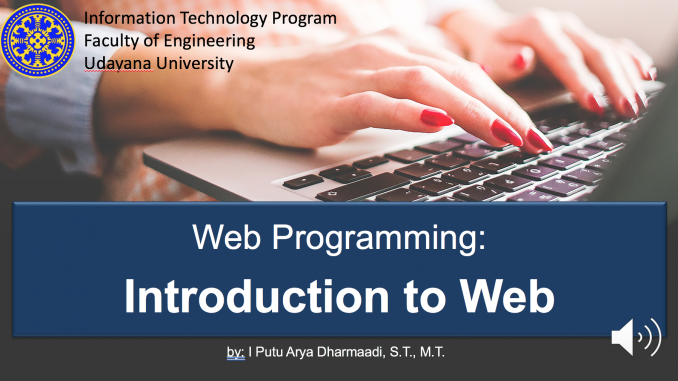 Information Technology Program
Faculty of Engineering
Udayana University
Web Programming:
Introduction to Web
by: I Putu Arya Dharmaadi, S.T., M.T.